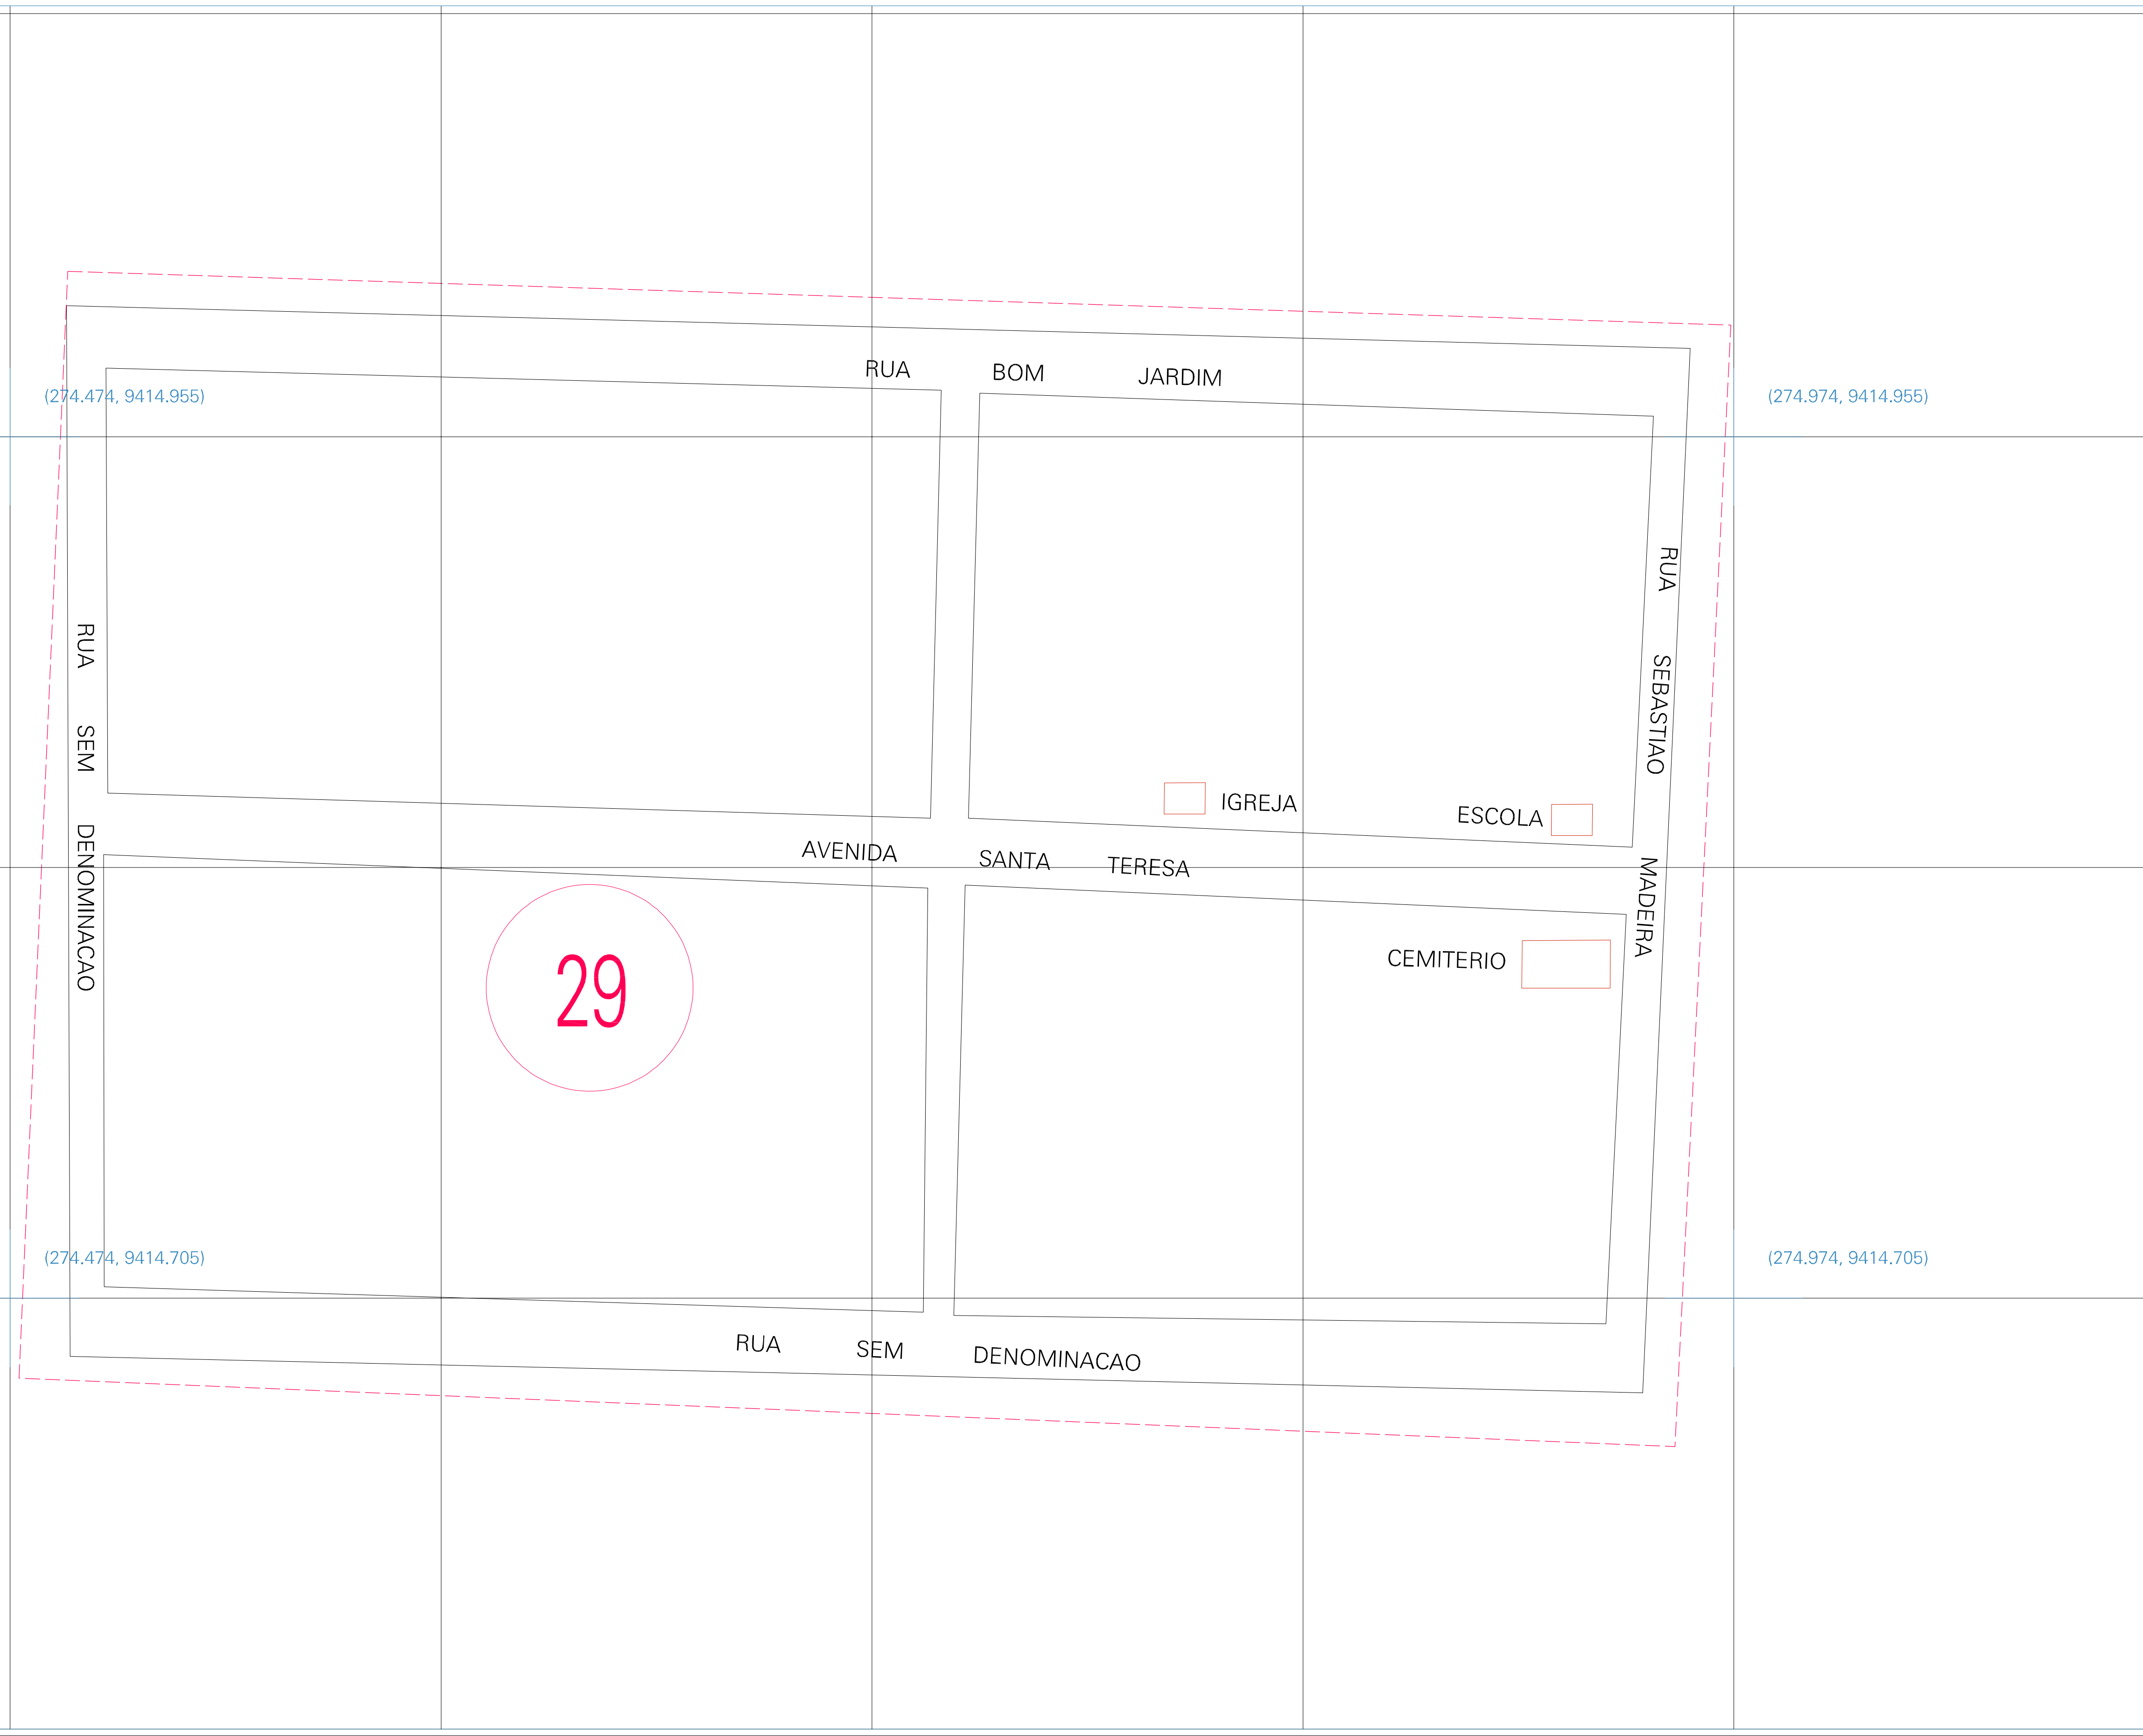 RUA BOM JARDIM
(274.474, 9414.955)
(274.974, 9414.955)
RUA SEBASTIAO MADEIRA
RUA SEM DENOMINACAO
IGREJA
ESCOLA
AVENIDA SANTA TERESA
CEMITERIO
29
(274.474, 9414.705)
(274.974, 9414.705)
RUA SEM DENOMINACAO